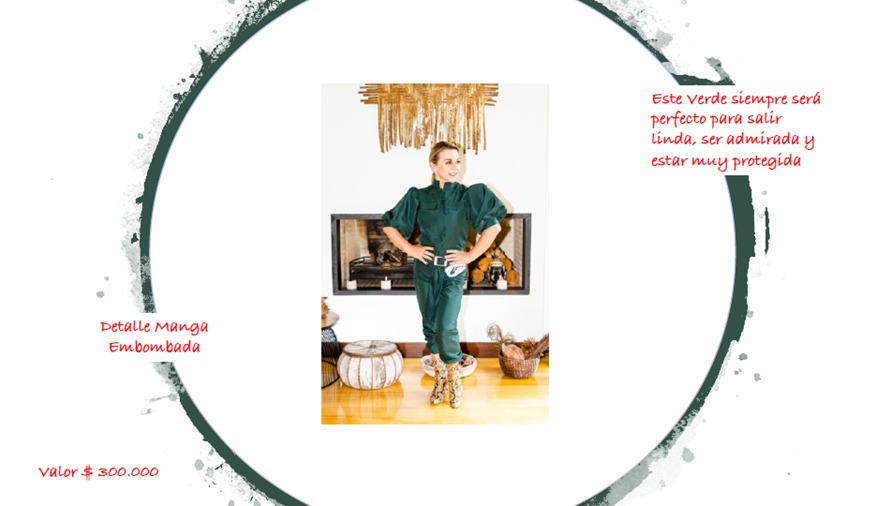 Este Verde siempre será
perfecto para salir
linda, ser admirada y
estar muy protegida
Detalle Manga
Embombada
Valor $ 300.000